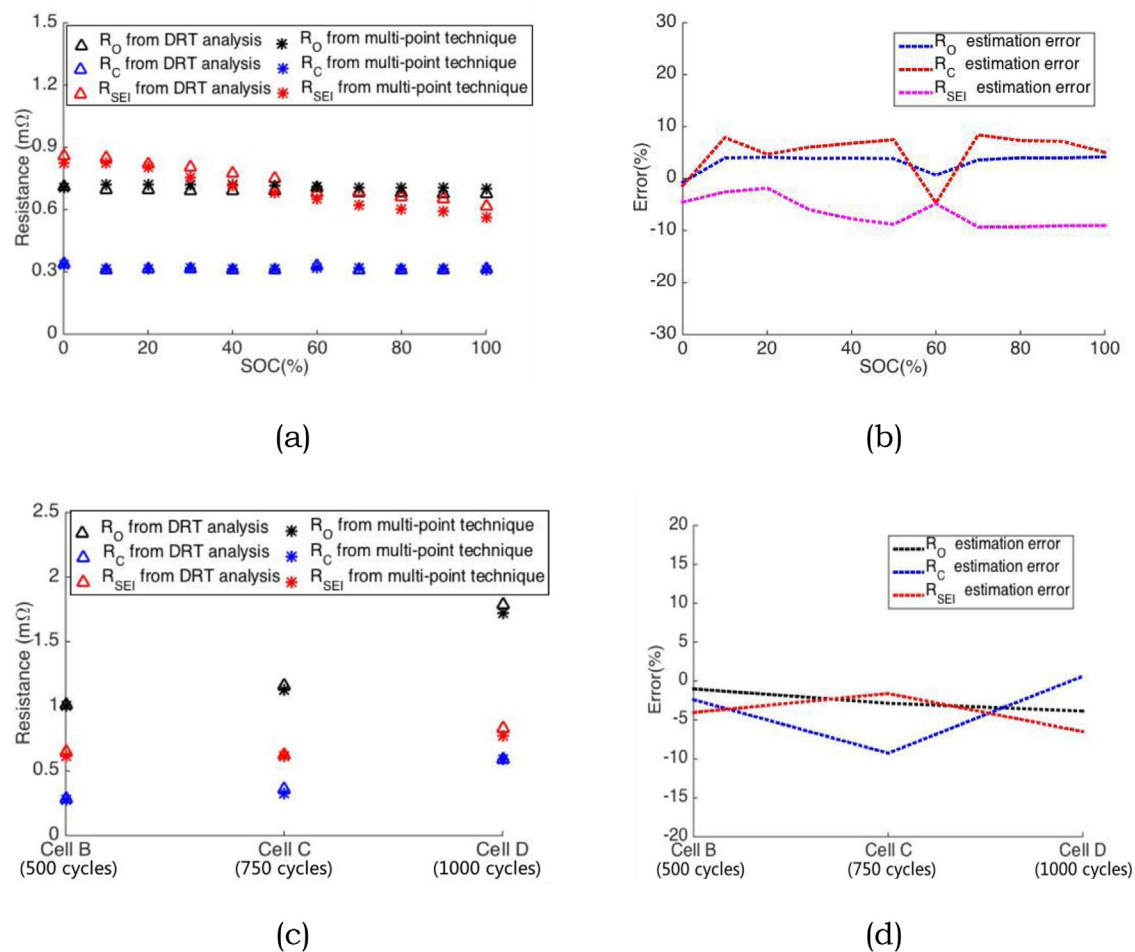 1.5
1.2
0.9
0.6
0.3
0
Resistance (mΩ)
R_O from DRT analysis
R_C from DRT analysis
R_SEI from DRT analysis
R_O from multi-point technique
R_C from multi-point technique
R_SEI from multi-point technique
0 20 40 60 80 100
SOC(%)
(a)
30
20
10
0
-10
-20
-30
Error(%)
R_O estimation error
R_C estimation error
R_SEI estimation error
0 20 40 60 80 100
SOC(%)
(b)
2.5
2
1.5
1
0.5
0
Resistance (mΩ)
R_O from DRT analysis
R_C from DRT analysis
R_SEI from DRT analysis
R_O from multi-point technique
R_C from multi-point technique
R_SEI from multi-point technique
Cell B Cell C Cell D
(500 cycles) (750 cycles) (1000 cycles)
(c)
20
15
10
5
0
-5
-10
-15
-20
Error(%)
R_O estimation error
R_C estimation error
R_SEI estimation error
Cell B Cell C Cell D
(500 cycles) (750 cycles) (1000 cycles)
(d)